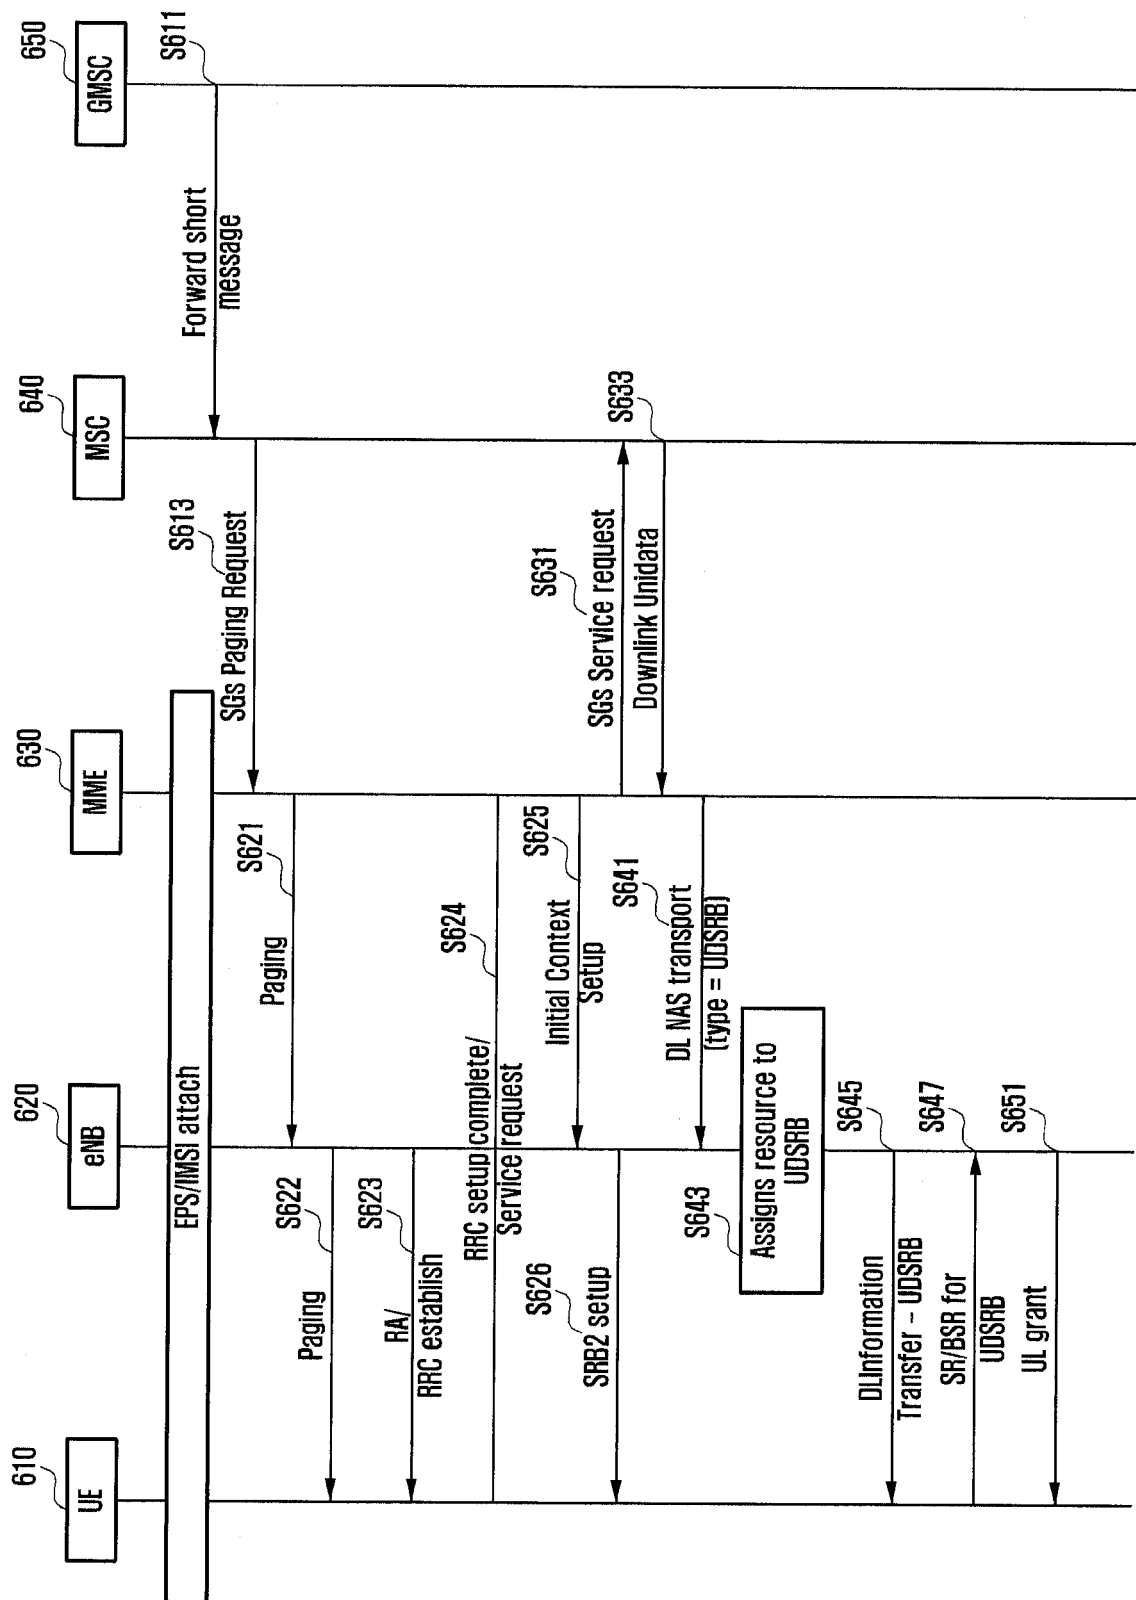 610
UE
620
eNB
630
MME
640
MSC
650
GMSC
EPS/IMSI attach
Forward short
message
S611
SGs Paging Request
S613
Paging
S621
Paging
S622
RA/
RRC establish
S623
RRC setup complete/
Service request
S624
Initial Context
Setup
S625
SRB2 setup
S626
SGs Service request
S631
Downlink Unidata
S633
DL NAS transport
(type = UDSRB)
S641
Assigns resource to
UDSRB
S643
DLInformation
Transfer – UDSRB
S645
SR/BSR for
UDSRB
S647
UL grant
S651